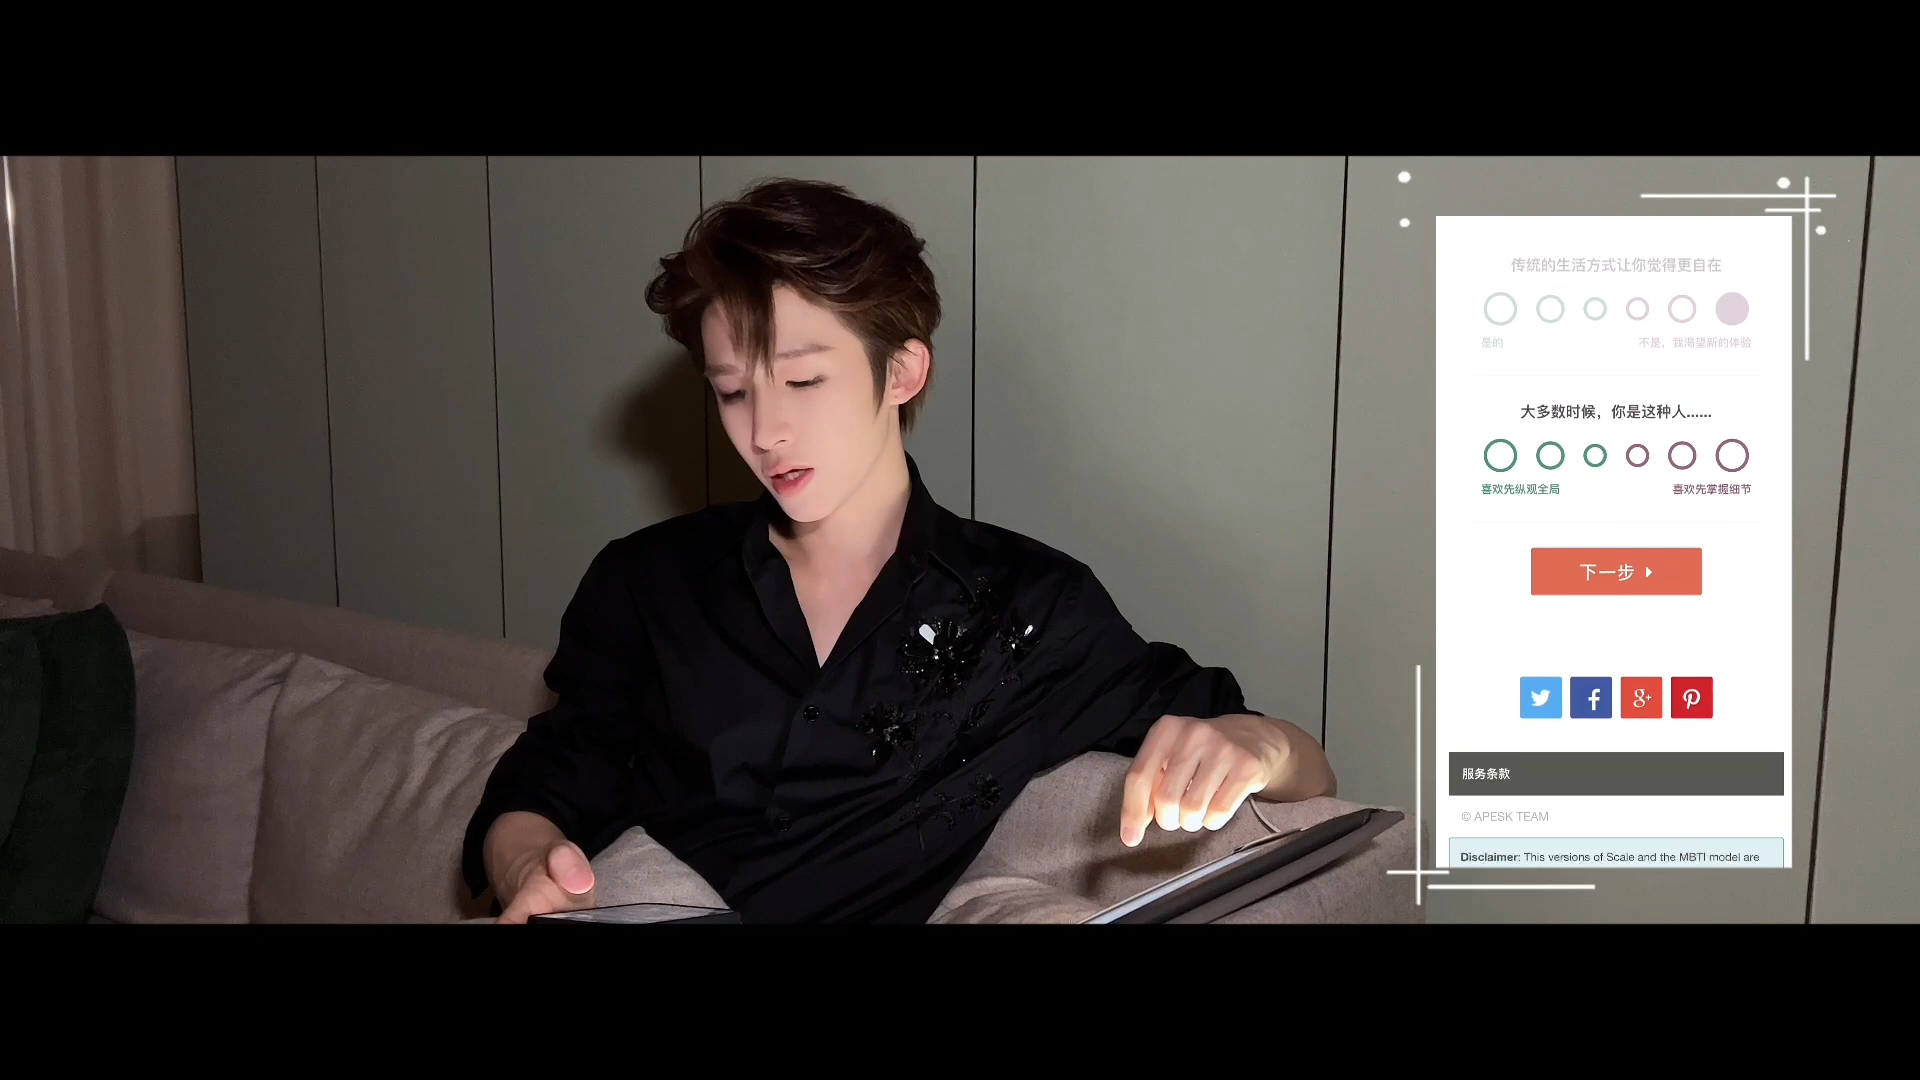 传统的生活方式让你觉得更自在
是的
不是，我渴望新的体验
大多数时候，你是这种人......
喜欢先纵观全局
喜欢先掌握细节
下一步
服务条款
© APESK TEAM
Disclaimer: This versions of Scale and the MBTI model are